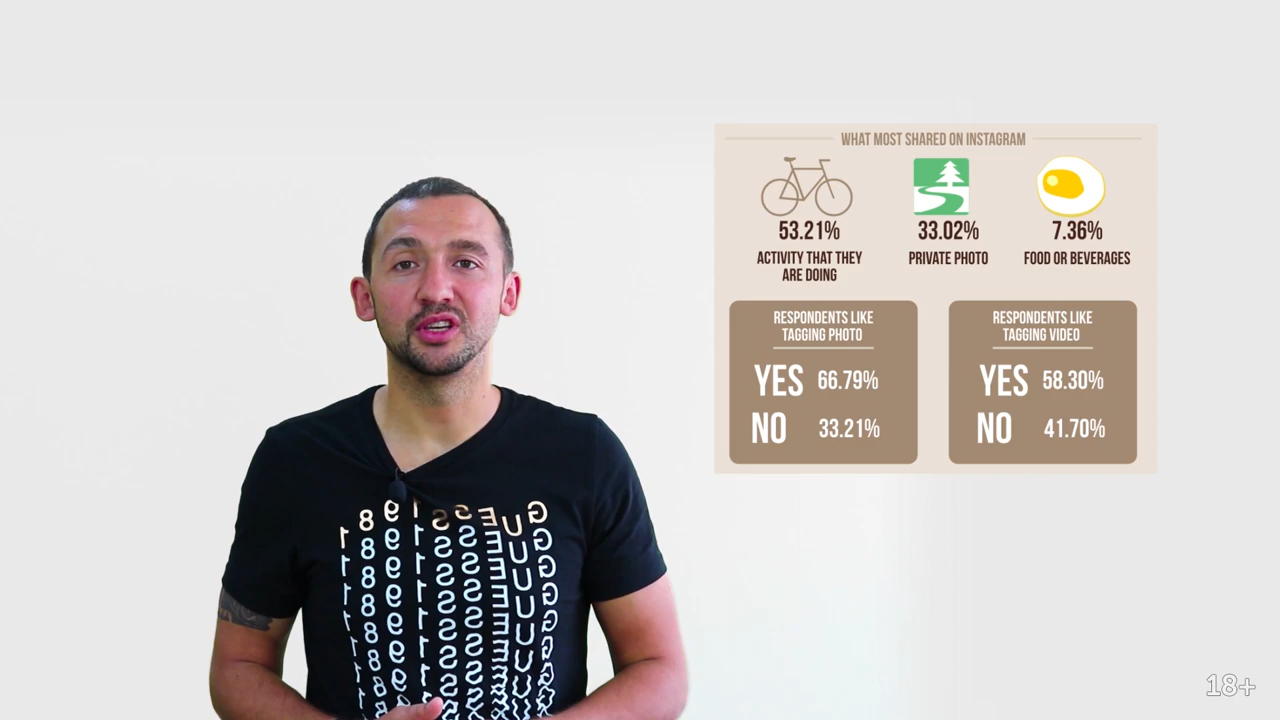 WHAT MOST SHARED ON INSTAGRAM
53.21%
ACTIVITY THAT THEY
ARE DOING
33.02%
PRIVATE PHOTO
7.36%
FOOD OR BEVERAGES
RESPONDENTS LIKE
TAGGING PHOTO
YES 66.79%
NO 33.21%
RESPONDENTS LIKE
TAGGING VIDEO
YES 58.30%
NO 41.70%
GUESS1981
18+